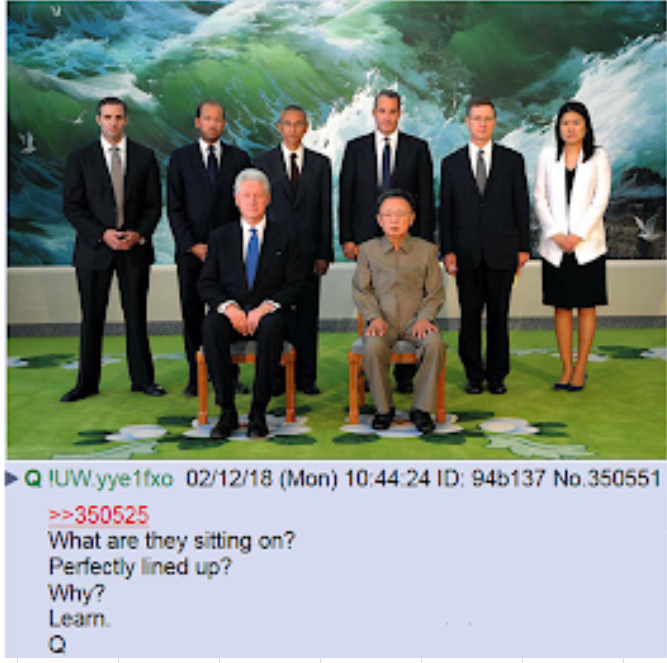 Q !UW.yye1fxo 02/12/18 (Mon) 10:44:24 ID: 94b137 No.350551
>>350525
What are they sitting on?
Perfectly lined up?
Why?
Learn.
Q